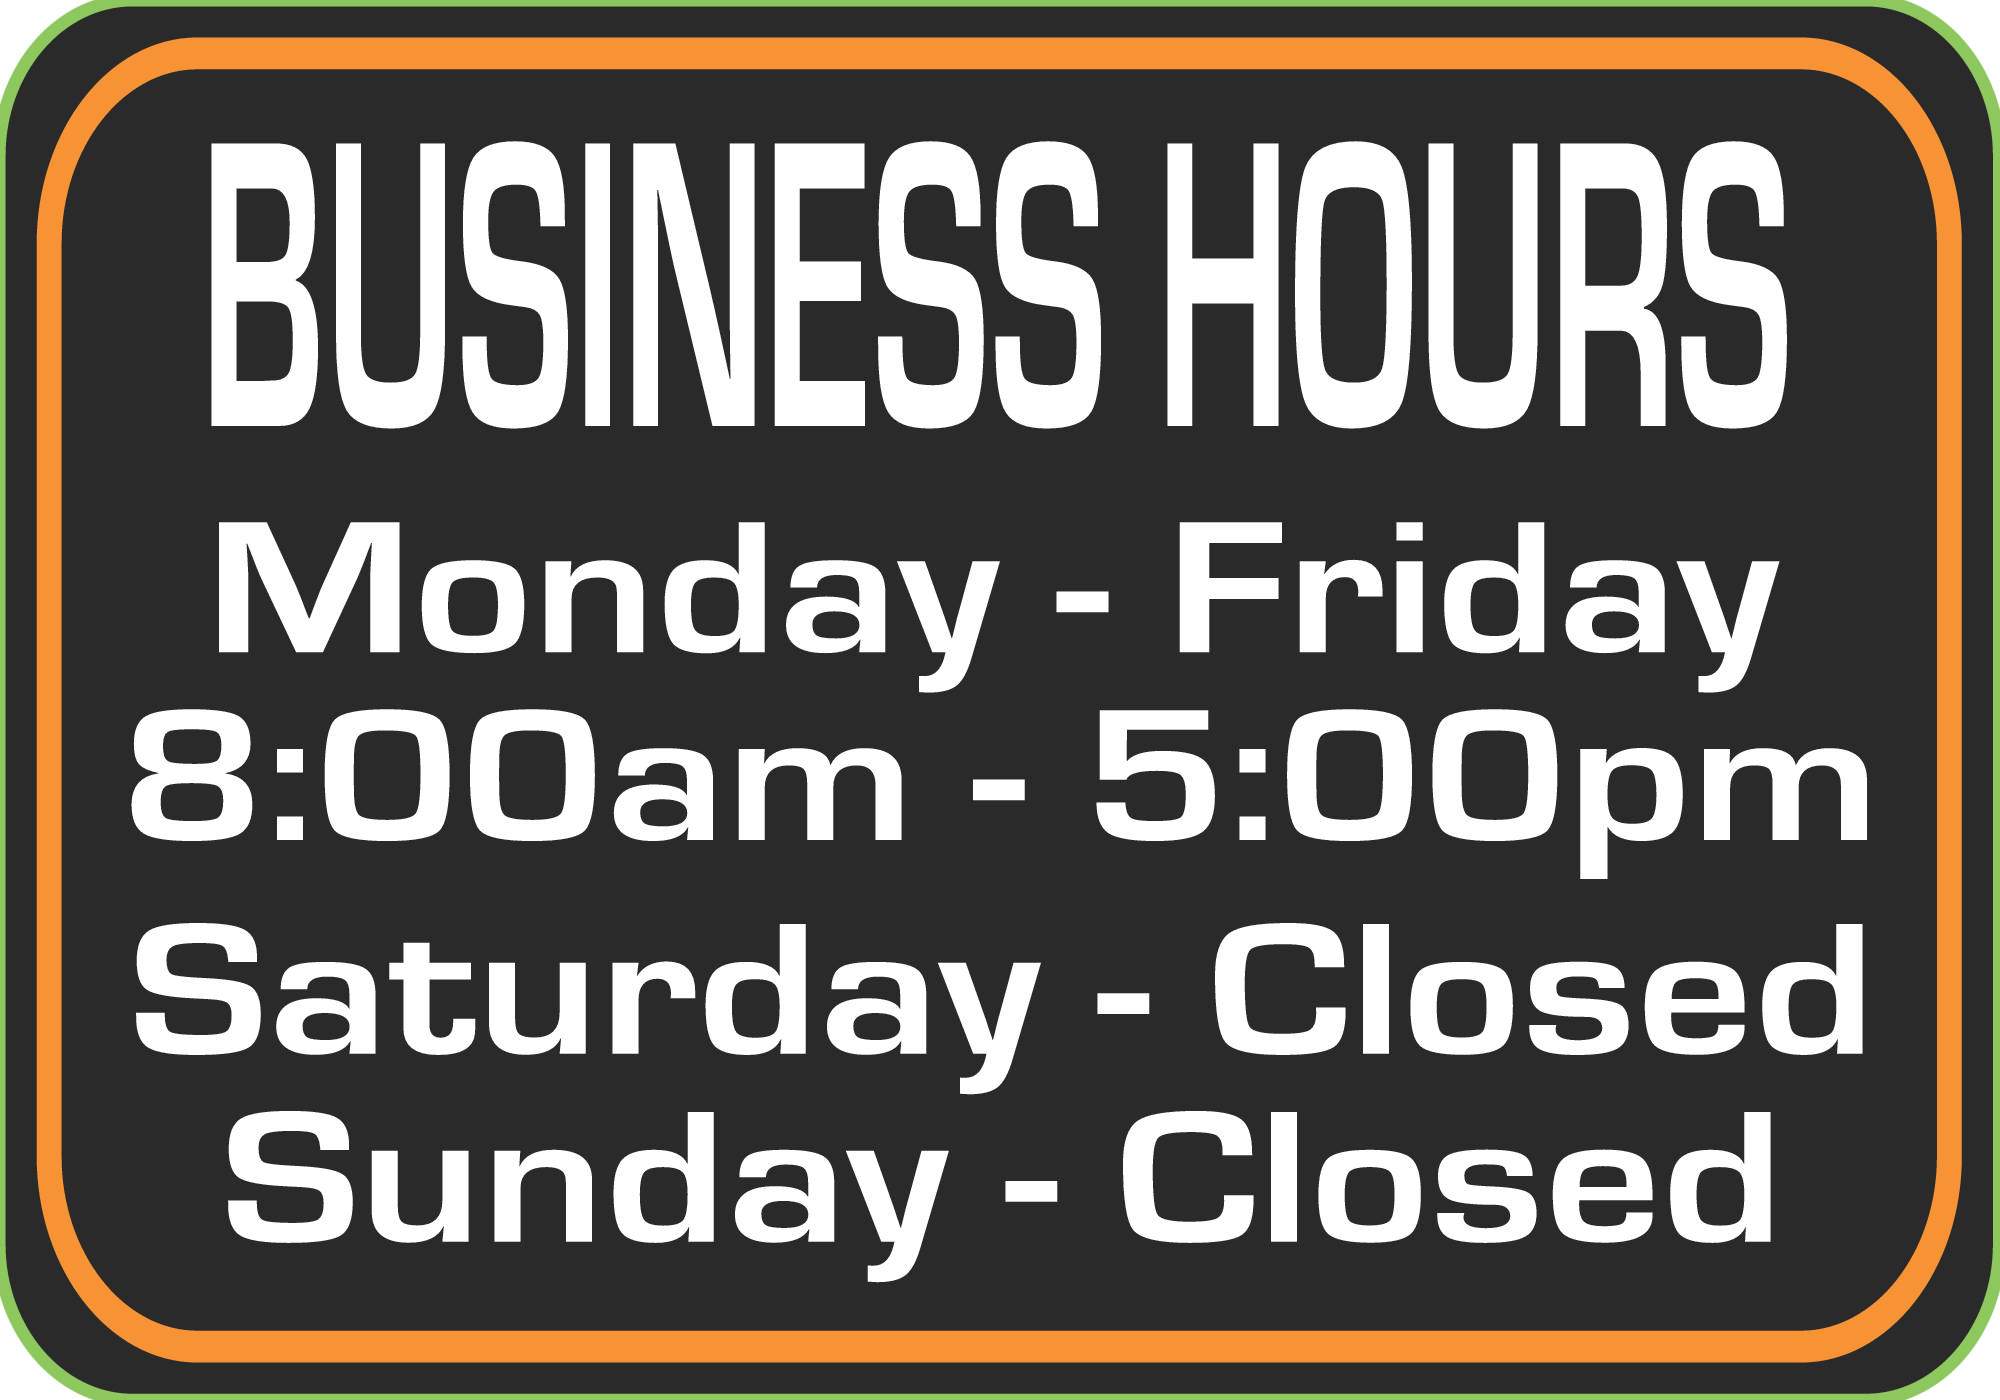 BUSINESS HOURS
Monday - Friday
8:00am - 5:00pm
Saturday - Closed
Sunday - Closed